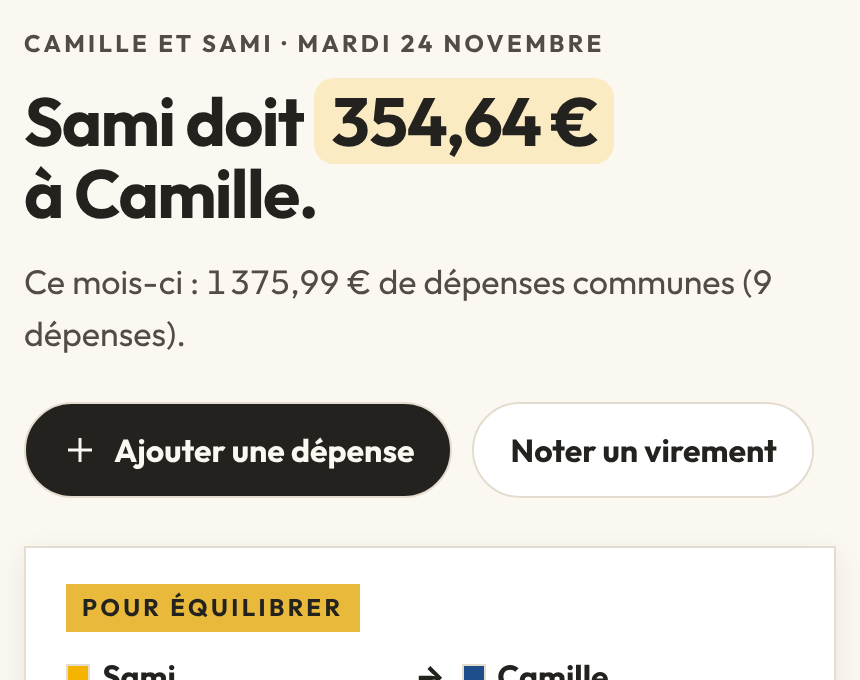 CAMILLE ET SAMI · MARDI 24 NOVEMBRE
Sami doit 354,64 €
à Camille.
Ce mois-ci : 1 375,99 € de dépenses communes (9
dépenses).
+ Ajouter une dépense
Noter un virement
POUR ÉQUILIBRER
Sami → Camille